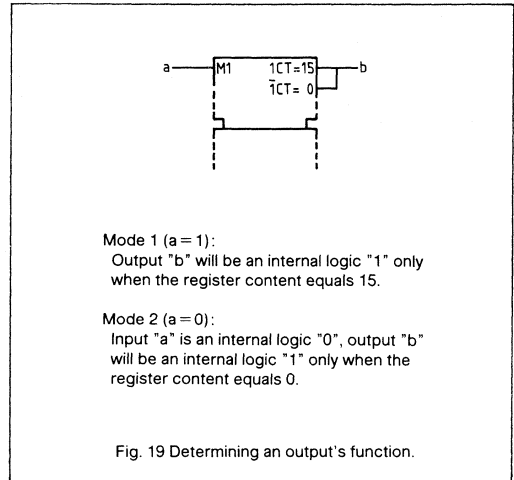 a M1 1CT=15 b
1̅CT= 0
Mode 1 (a = 1):
Output "b" will be an internal logic "1" only
when the register content equals 15.
Mode 2 (a = 0):
Input "a" is an internal logic "0", output "b"
will be an internal logic "1" only when the
register content equals 0.
Fig. 19 Determining an output's function.